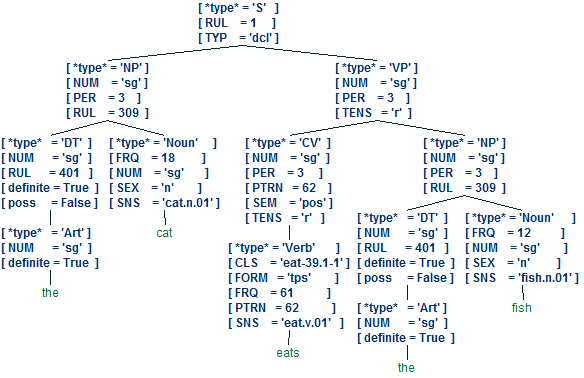 [ *type* = 'S' ]
[ RUL = 1 ]
[ TYP = 'dcl' ]
[ *type* = 'NP' ]
[ NUM = 'sg' ]
[ PER = 3 ]
[ RUL = 309 ]
[ *type* = 'VP' ]
[ NUM = 'sg' ]
[ PER = 3 ]
[ TENS = 'r' ]
[ *type* = 'DT' ]
[ NUM = 'sg' ]
[ RUL = 401 ]
[ definite = True ]
[ poss = False ]
[ *type* = 'Noun' ]
[ FRQ = 18 ]
[ NUM = 'sg' ]
[ SEX = 'n' ]
[ SNS = 'cat.n.01' ]
[ *type* = 'CV' ]
[ NUM = 'sg' ]
[ PER = 3 ]
[ PTRN = 62 ]
[ SEM = 'pos' ]
[ TENS = 'r' ]
[ *type* = 'NP' ]
[ NUM = 'sg' ]
[ PER = 3 ]
[ RUL = 309 ]
[ *type* = 'Art' ]
[ NUM = 'sg' ]
[ definite = True ]
cat
[ *type* = 'Verb' ]
[ CLS = 'eat-39.1-1' ]
[ FORM = 'tps' ]
[ FRQ = 61 ]
[ PTRN = 62 ]
[ SNS = 'eat.v.01' ]
[ *type* = 'DT' ]
[ NUM = 'sg' ]
[ RUL = 401 ]
[ definite = True ]
[ poss = False ]
[ *type* = 'Noun' ]
[ FRQ = 12 ]
[ NUM = 'sg' ]
[ SEX = 'n' ]
[ SNS = 'fish.n.01' ]
the
[ *type* = 'Art' ]
[ NUM = 'sg' ]
[ definite = True ]
fish
eats
the